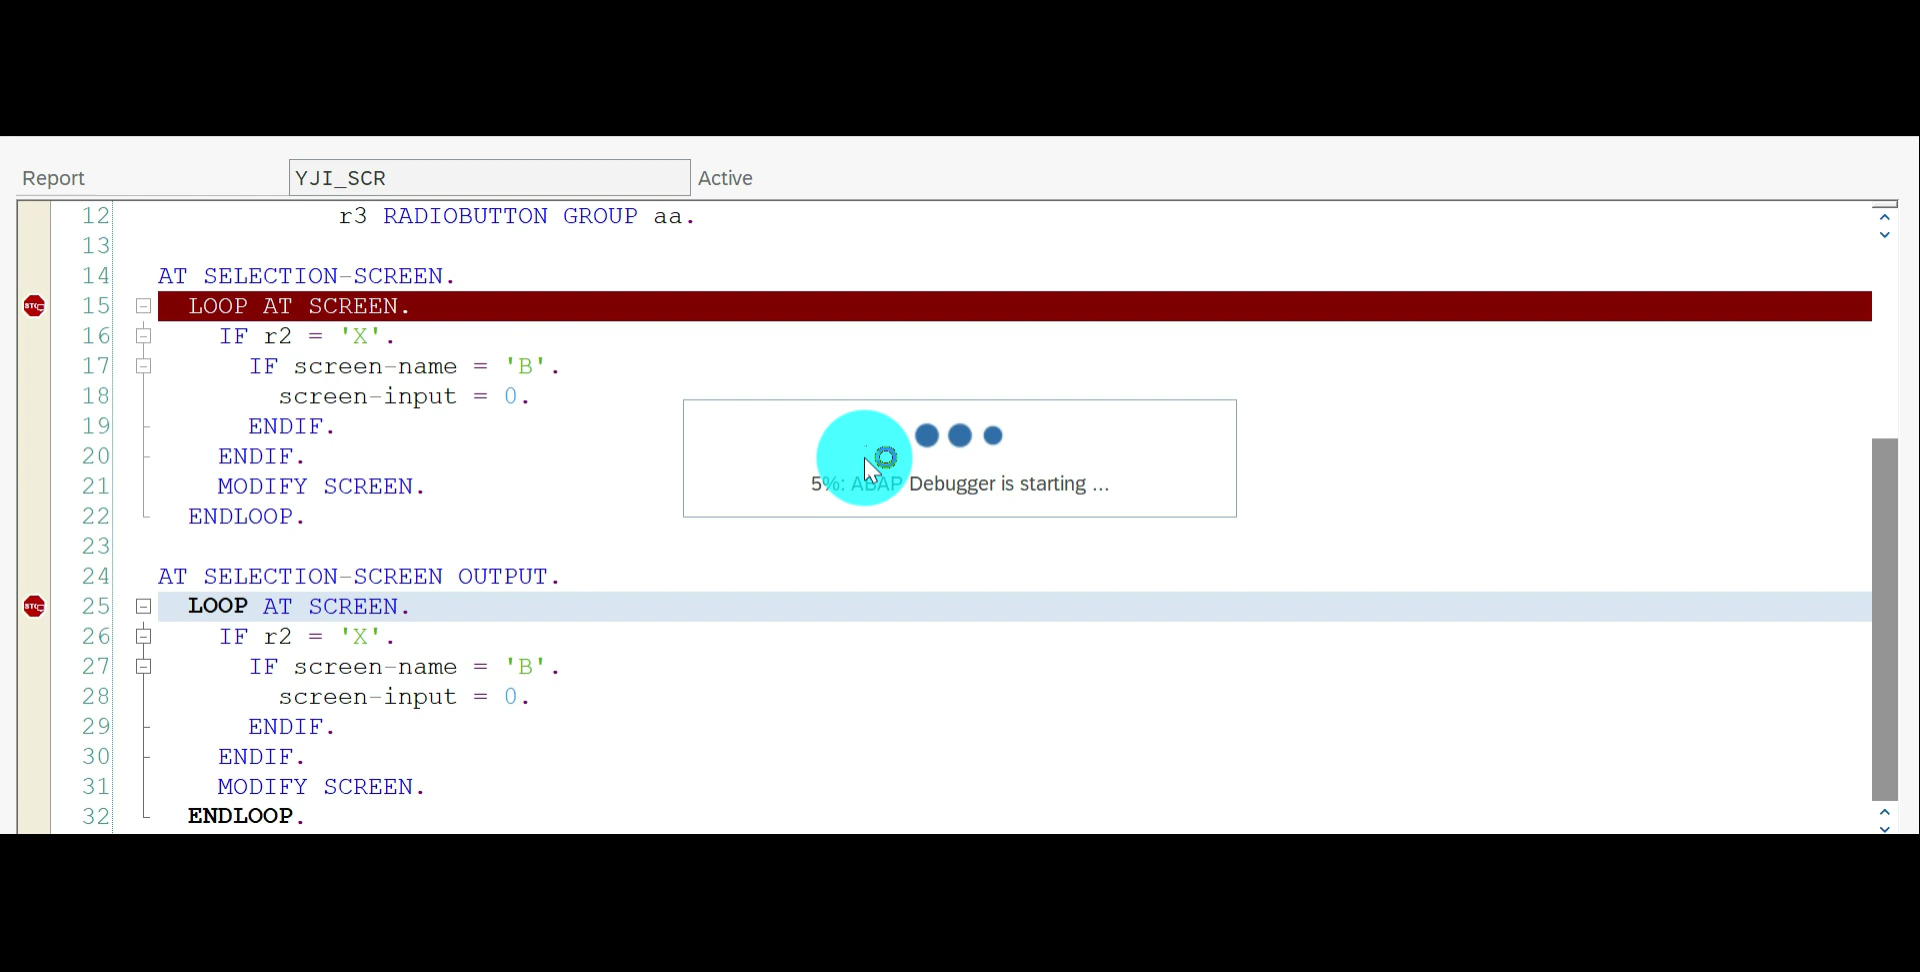 Report YJI_SCR Active
12 r3 RADIOBUTTON GROUP aa.
13
14 AT SELECTION-SCREEN.
15 LOOP AT SCREEN.
16 IF r2 = 'X'.
17 IF screen-name = 'B'.
18 screen-input = 0.
19 ENDIF.
20 ENDIF.
21 MODIFY SCREEN.
22 ENDLOOP.
23
24 AT SELECTION-SCREEN OUTPUT.
25 LOOP AT SCREEN.
26 IF r2 = 'X'.
27 IF screen-name = 'B'.
28 screen-input = 0.
29 ENDIF.
30 ENDIF.
31 MODIFY SCREEN.
32 ENDLOOP.
5%: ABAP Debugger is starting ...